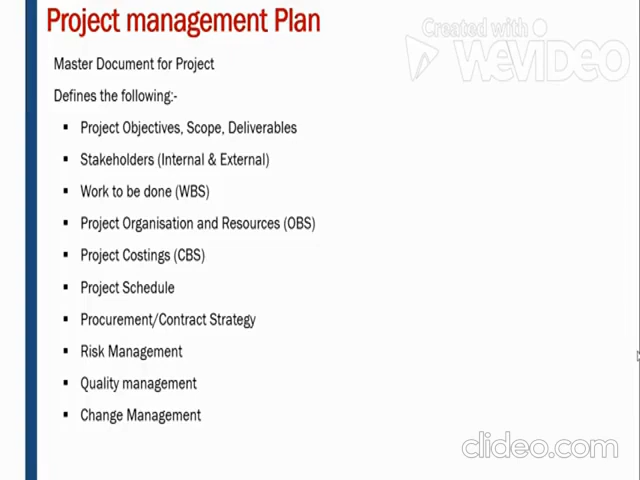 Project management Plan
Created with
WEVIDEO
Master Document for Project
Defines the following:-
▪ Project Objectives, Scope, Deliverables
▪ Stakeholders (Internal & External)
▪ Work to be done (WBS)
▪ Project Organisation and Resources (OBS)
▪ Project Costings (CBS)
▪ Project Schedule
▪ Procurement/Contract Strategy
▪ Risk Management
▪ Quality management
▪ Change Management
clideo.com